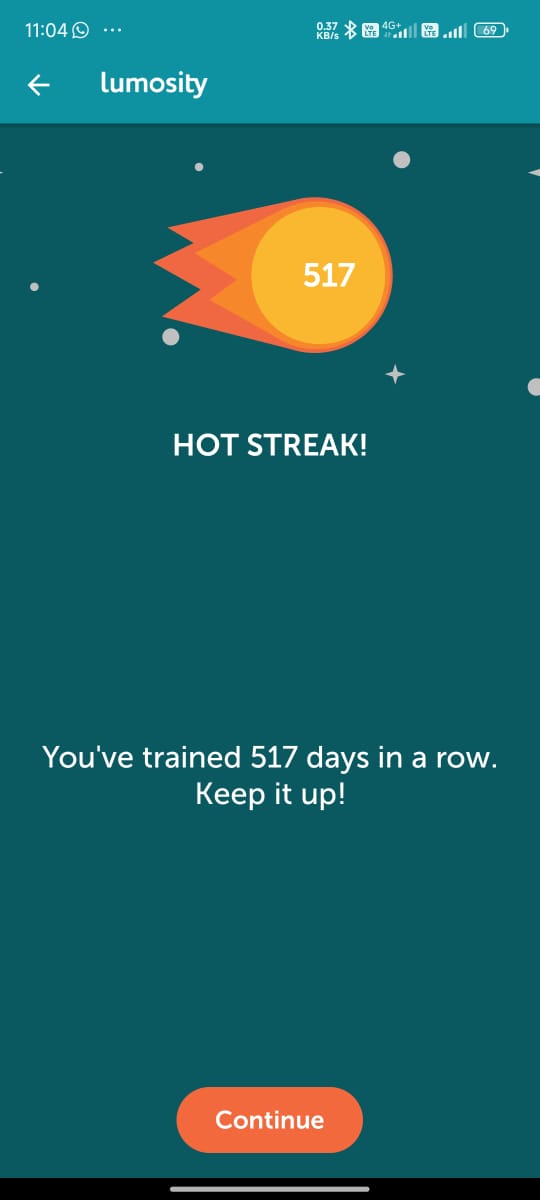 11:04 ... 0.37 KB/s Vo LTE 4G+ Vo LTE 69
lumosity
517
HOT STREAK!
You've trained 517 days in a row.
Keep it up!
Continue